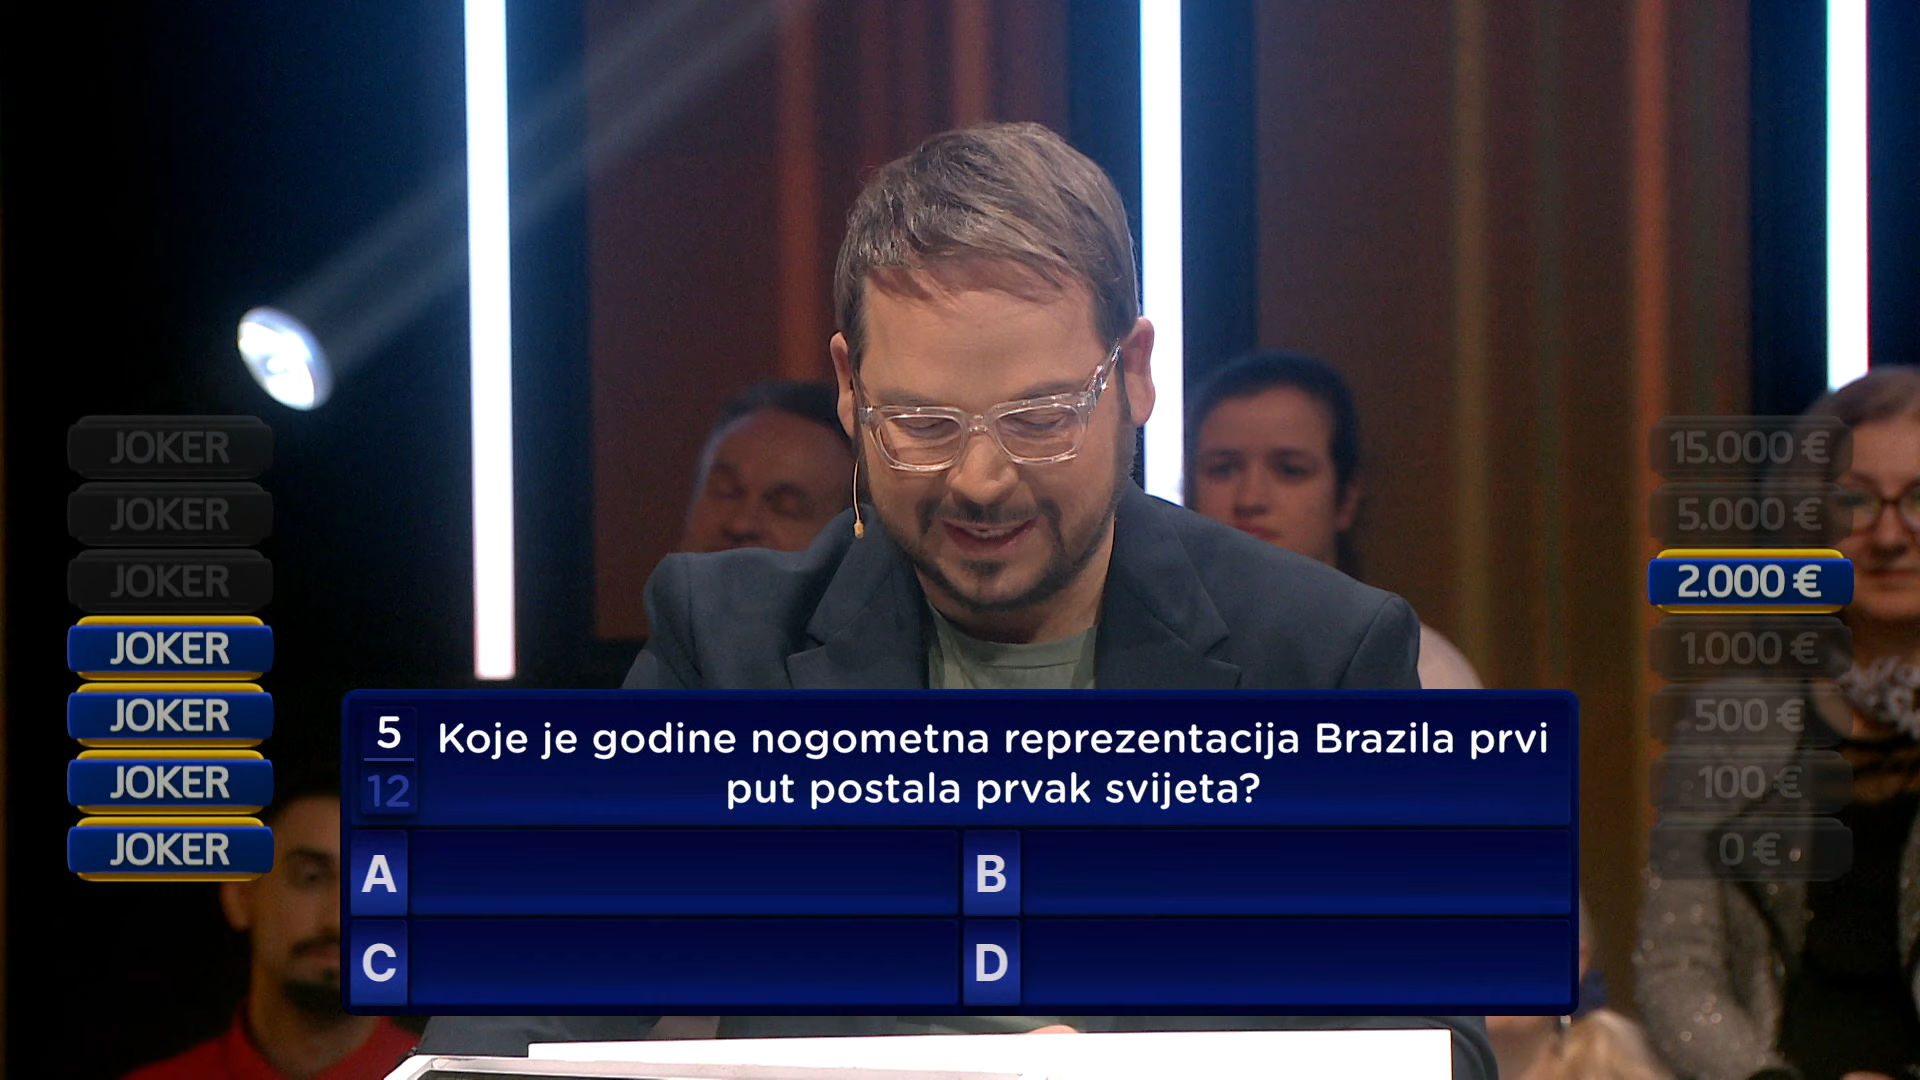 JOKER
JOKER
JOKER
JOKER
JOKER
JOKER
JOKER
15.000 €
5.000 €
2.000 €
1.000 €
500 €
100 €
0 €
5
12
Koje je godine nogometna reprezentacija Brazila prvi
put postala prvak svijeta?
A
B
C
D